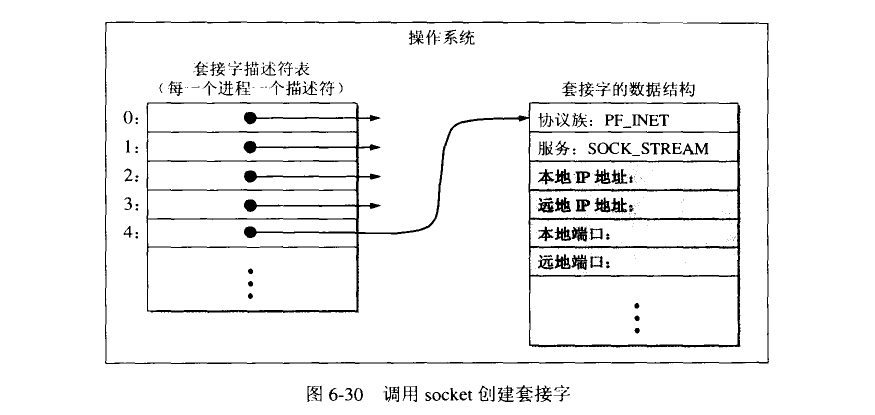 操作系统
套接字描述符表
（每一个进程一个描述符）
0:
1:
2:
3:
4:
套接字的数据结构
协议族：PF_INET
服务：SOCK_STREAM
本地 IP 地址：
远地 IP 地址：
本地端口：
远地端口：
图 6-30 调用 socket 创建套接字